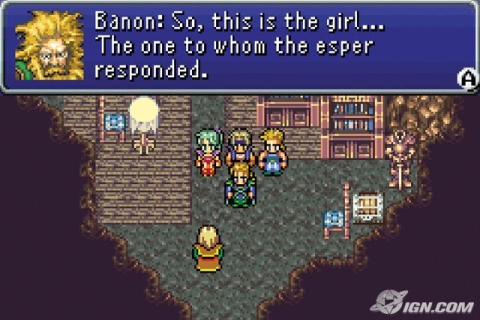 Banon: So, this is the girl...
The one to whom the esper
responded.
A
IGN.COM